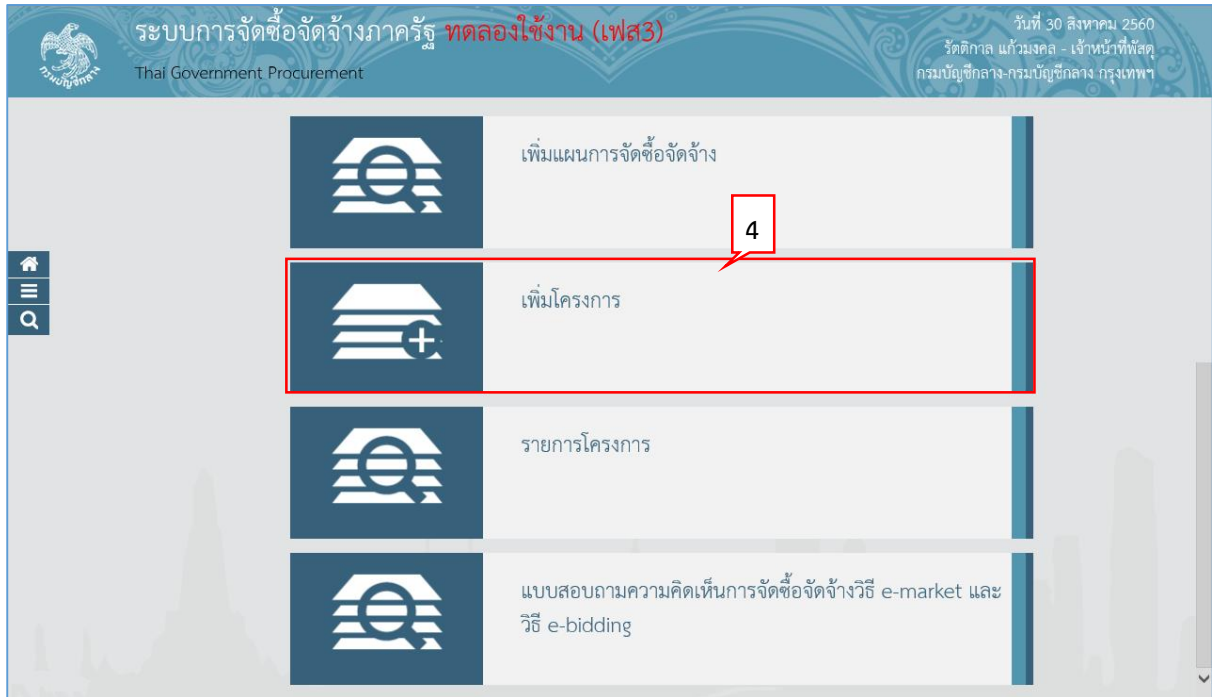 ระบบการจัดซื้อจัดจ้างภาครัฐ ทดลองใช้งาน (เฟส3)
Thai Government Procurement
วันที่ 30 สิงหาคม 2560
รัตติกาล แก้วมงคล - เจ้าหน้าที่พัสดุ
กรมบัญชีกลาง-กรมบัญชีกลาง กรุงเทพฯ
เพิ่มแผนการจัดซื้อจัดจ้าง
4
เพิ่มโครงการ
รายการโครงการ
แบบสอบถามความคิดเห็นการจัดซื้อจัดจ้างวิธี e-market และ
วิธี e-bidding